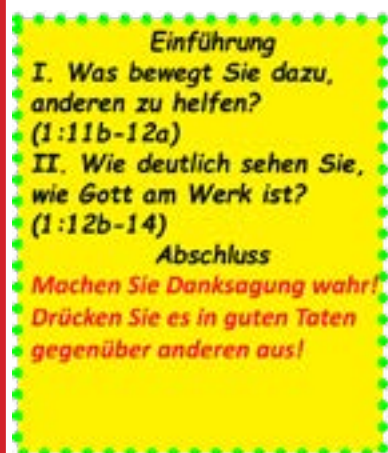 Einführung
I. Was bewegt Sie dazu,
anderen zu helfen?
(1:11b-12a)
II. Wie deutlich sehen Sie,
wie Gott am Werk ist?
(1:12b-14)
Abschluss
Machen Sie Danksagung wahr!
Drücken Sie es in guten Taten
gegenüber anderen aus!